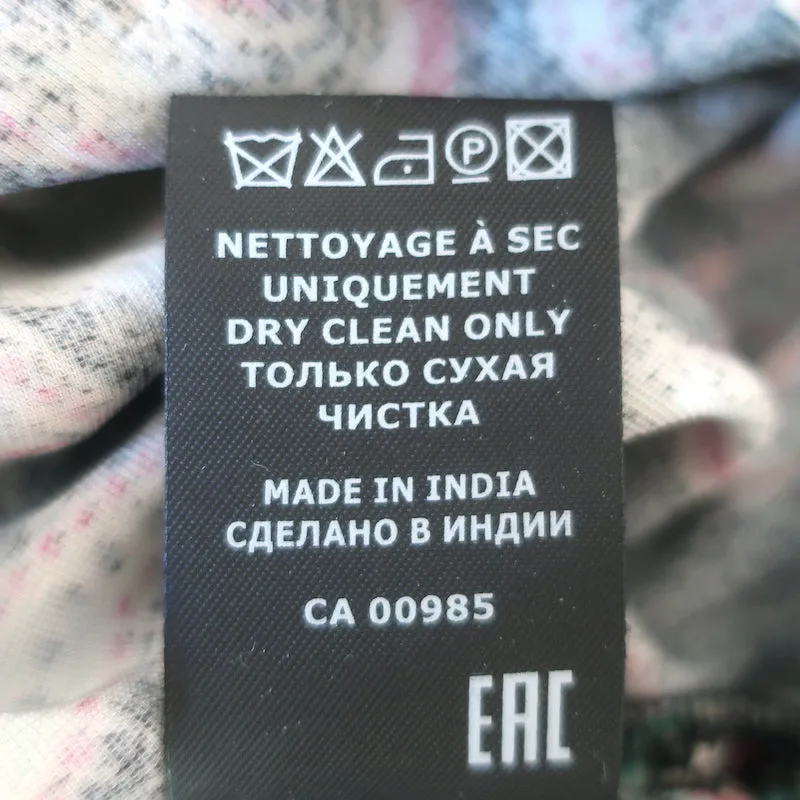 P
NETTOYAGE À SEC
UNIQUEMENT
DRY CLEAN ONLY
ТОЛЬКО СУХАЯ
ЧИСТКА
MADE IN INDIA
СДЕЛАНО В ИНДИИ
CA 00985
EAC